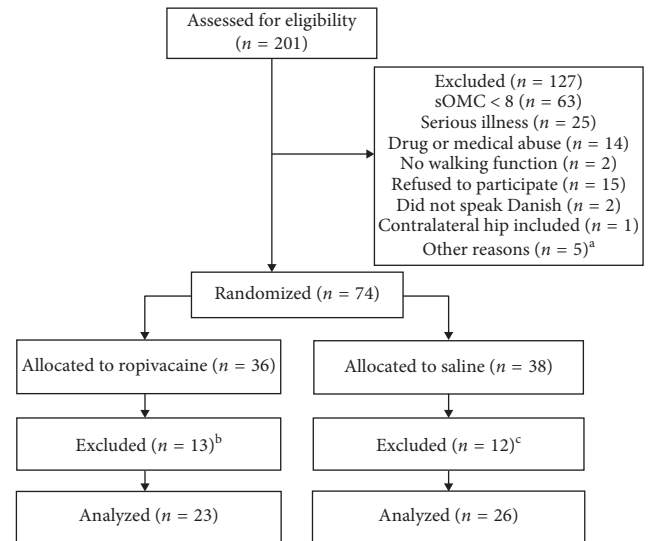 Assessed for eligibility
(n = 201)
Excluded (n = 127)
sOMC < 8 (n = 63)
Serious illness (n = 25)
Drug or medical abuse (n = 14)
No walking function (n = 2)
Refused to participate (n = 15)
Did not speak Danish (n = 2)
Contralateral hip included (n = 1)
Other reasons (n = 5)a
Randomized (n = 74)
Allocated to ropivacaine (n = 36)
Allocated to saline (n = 38)
Excluded (n = 13)b
Excluded (n = 12)c
Analyzed (n = 23)
Analyzed (n = 26)